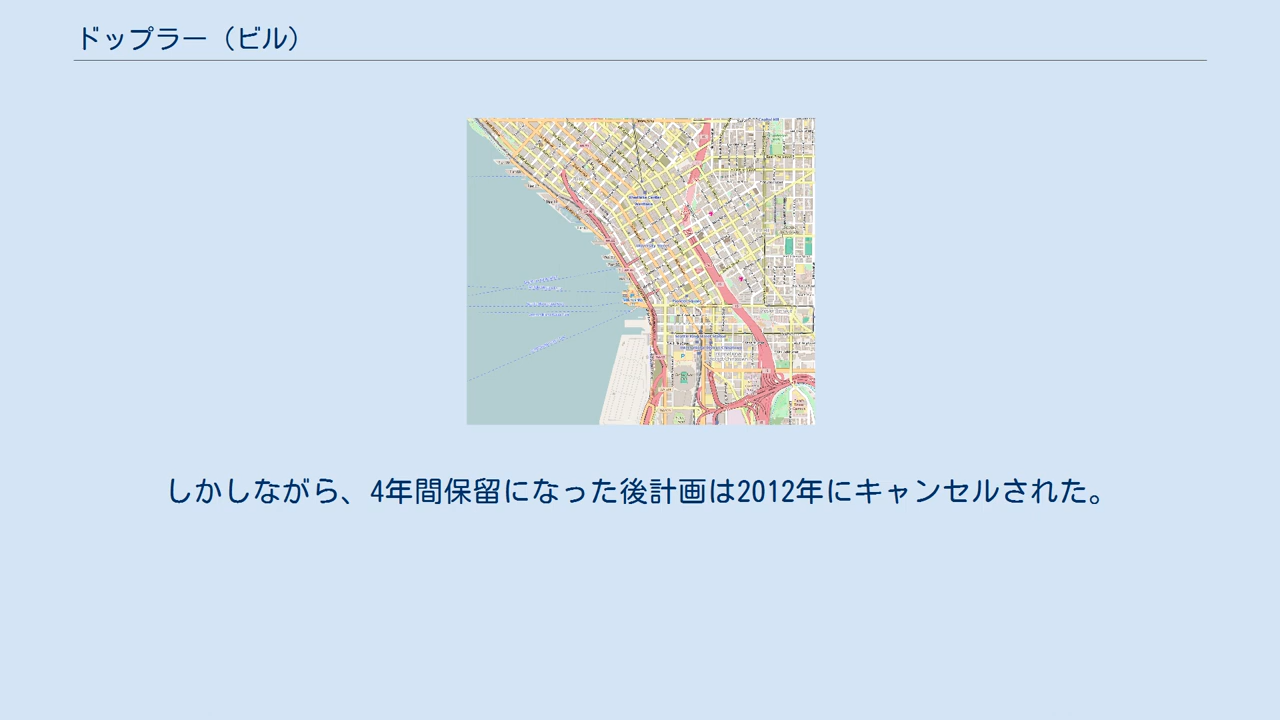 ドップラー（ビル）
しかしながら、4年間保留になった後計画は2012年にキャンセルされた。